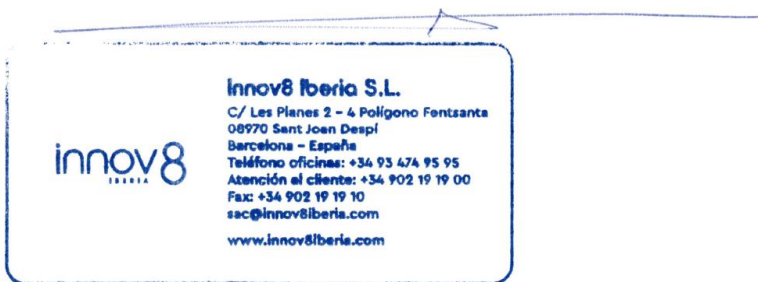 innov8
IBERIA
innov8 Iberia S.L.
C/ Les Planes 2 - 4 Polígono Fontsanta
08970 Sant Joan Despí
Barcelona - España
Teléfono oficinas: +34 93 474 95 95
Atención al cliente: +34 902 19 19 00
Fax: +34 902 19 19 10
sac@innov8iberia.com
www.innov8iberia.com